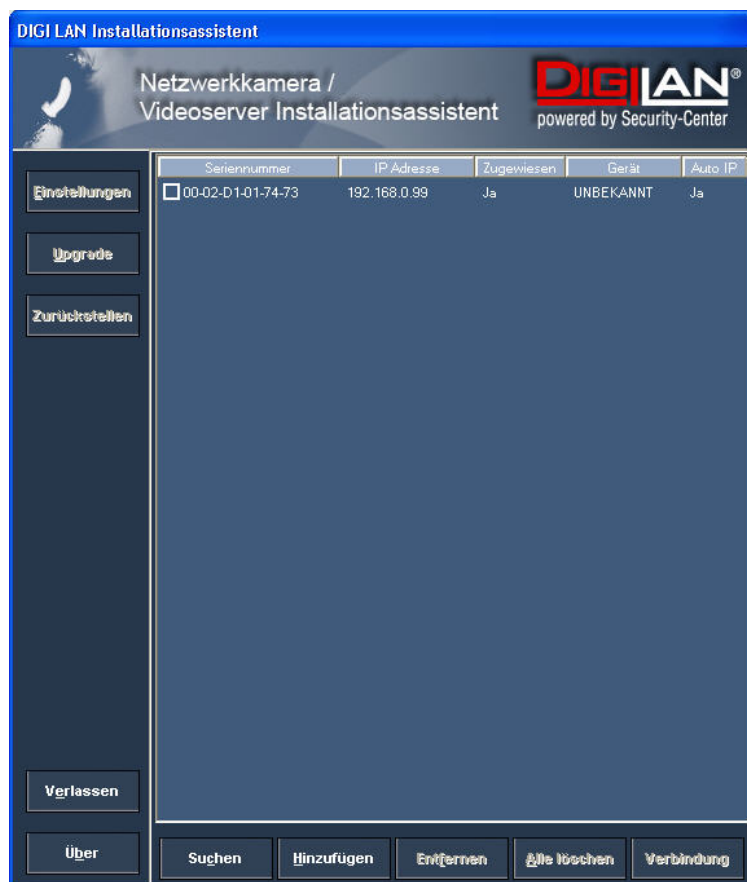 DIGI LAN Installationsassistent
Netzwerkkamera /
Videoserver Installationsassistent
DIGILAN®
powered by Security-Center
Seriennummer IP Adresse Zugewiesen Gerät Auto IP
00-02-D1-01-74-73 192.168.0.99 Ja UNBEKANNT Ja
Einstellungen
Upgrade
Zurückstellen
Verlassen
Über
Suchen Hinzufügen Entfernen Alle löschen Verbindung